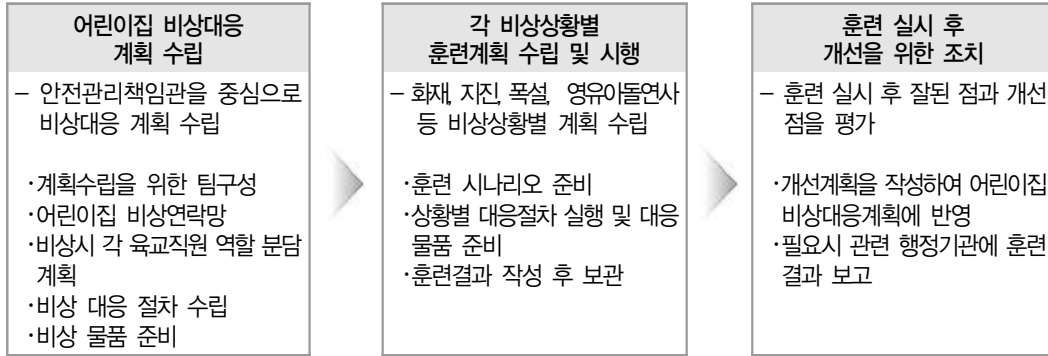 어린이집 비상대응
계획 수립
– 안전관리책임관을 중심으로
비상대응 계획 수립
·계획수립을 위한 팀구성
·어린이집 비상연락망
·비상시 각 육교직원 역할 분담
계획
·비상 대응 절차 수립
·비상 물품 준비
각 비상상황별
훈련계획 수립 및 시행
– 화재, 지진, 폭설, 영유아돌연사
등 비상상황별 계획 수립
·훈련 시나리오 준비
·상황별 대응절차 실행 및 대응
물품 준비
·훈련결과 작성 후 보관
훈련 실시 후
개선을 위한 조치
– 훈련 실시 후 잘된 점과 개선
점을 평가
·개선계획을 작성하여 어린이집
비상대응계획에 반영
·필요시 관련 행정기관에 훈련
결과 보고